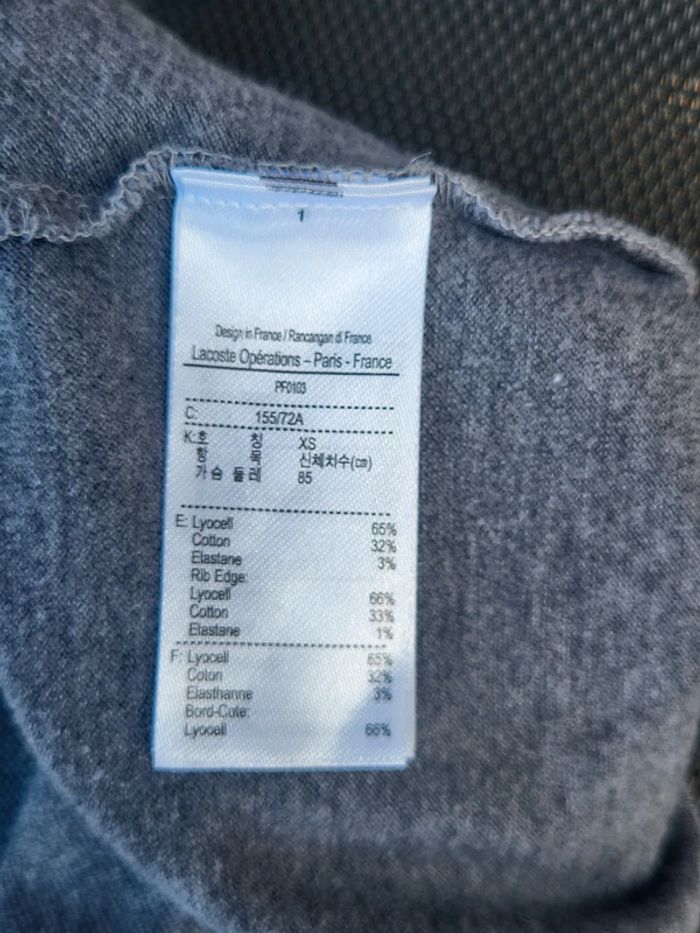 1
Design in France / Rancangan di France
Lacoste Opérations – Paris - France
PF0103
C: 155/72A
K:호 칭 XS
항 목 신체치수(cm)
가슴 둘레 85
E: Lyocell 65%
Cotton 32%
Elastane 3%
Rib Edge:
Lyocell 66%
Cotton 33%
Elastane 1%
F: Lyocell 65%
Coton 32%
Elasthanne 3%
Bord-Cote:
Lyocell 66%